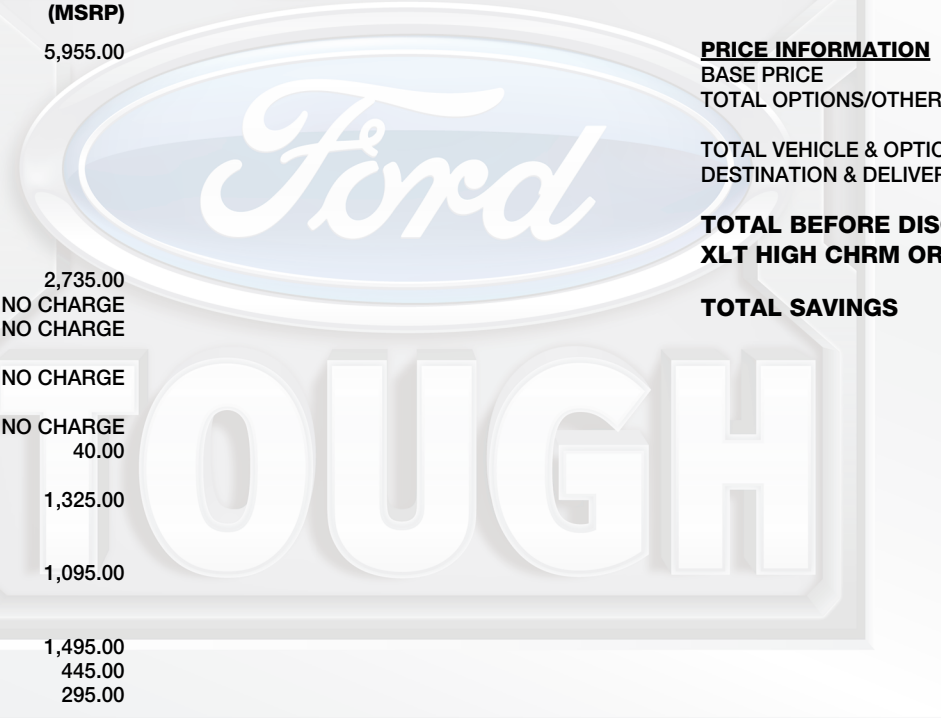 (MSRP)
5,955.00
2,735.00
NO CHARGE
NO CHARGE
NO CHARGE
NO CHARGE
40.00
1,325.00
1,095.00
1,495.00
445.00
295.00
PRICE INFORMATION
BASE PRICE
TOTAL OPTIONS/OTHER
TOTAL VEHICLE & OPTIO
DESTINATION & DELIVER
TOTAL BEFORE DIS
XLT HIGH CHRM OR
TOTAL SAVINGS
Ford
TOUGH